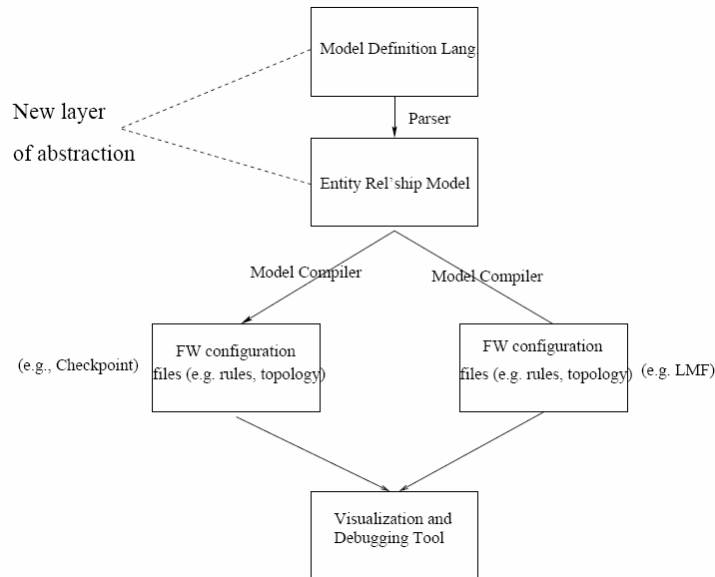 Model Definition Lang.
New layer
of abstraction
Parser
Entity Rel'ship Model
Model Compiler
Model Compiler
FW configuration
files (e.g. rules, topology)
(e.g., Checkpoint)
FW configuration
files (e.g. rules, topology)
(e.g. LMF)
Visualization and
Debugging Tool